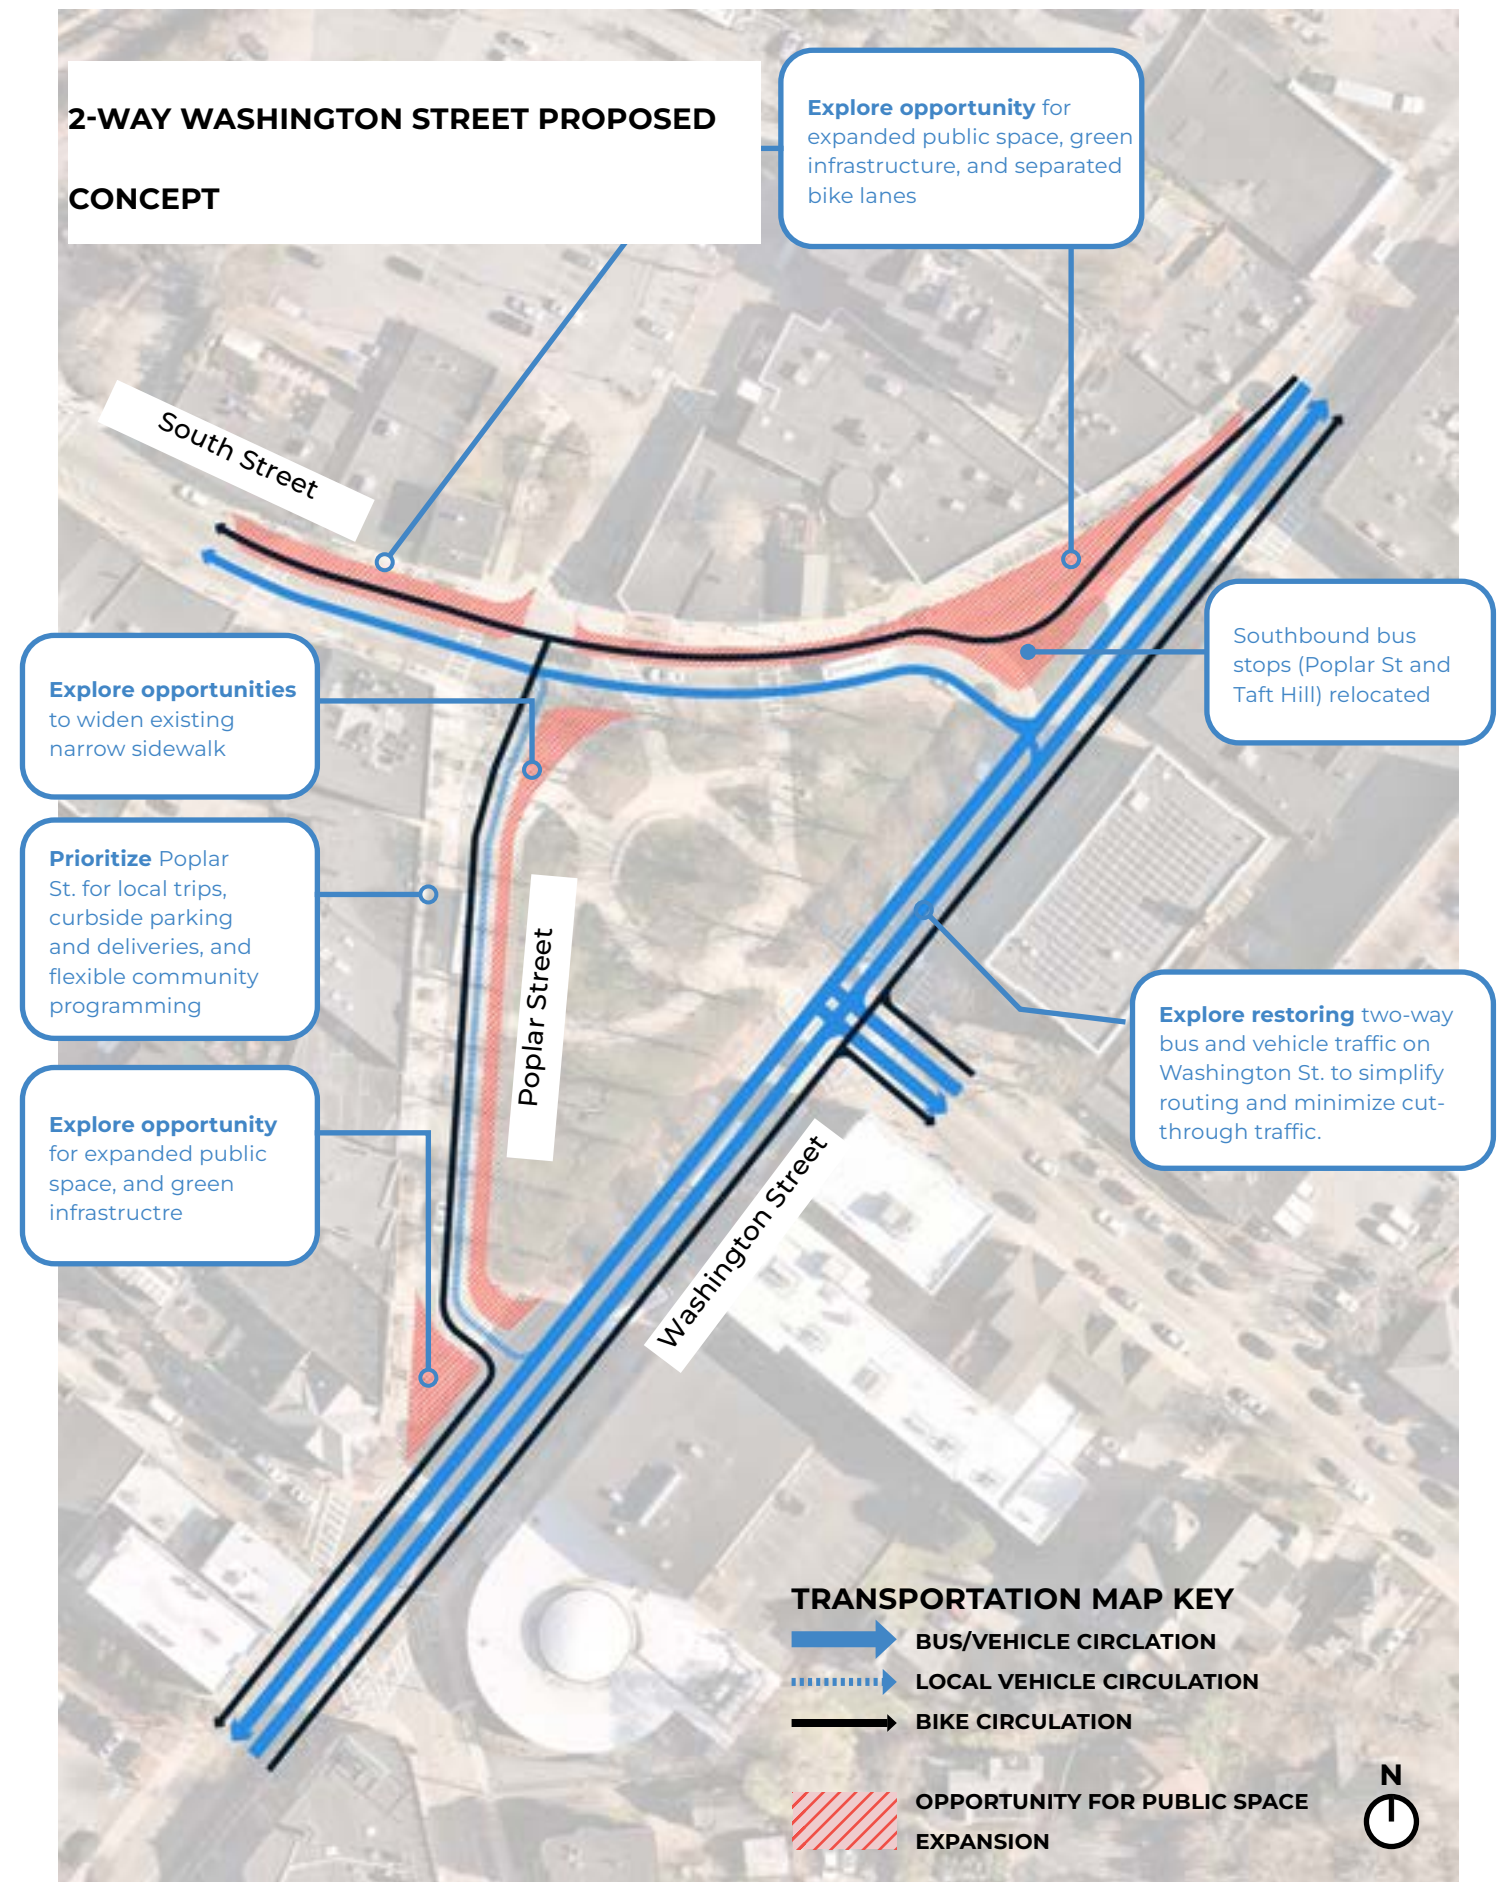 2-WAY WASHINGTON STREET PROPOSED
CONCEPT
Explore opportunity for
expanded public space, green
infrastructure, and separated
bike lanes
South Street
Explore opportunities
to widen existing
narrow sidewalk
Southbound bus
stops (Poplar St and
Taft Hill) relocated
Prioritize Poplar
St. for local trips,
curbside parking
and deliveries, and
flexible community
programming
Poplar Street
Explore restoring two-way
bus and vehicle traffic on
Washington St. to simplify
routing and minimize cut-
through traffic.
Explore opportunity
for expanded public
space, and green
infrastructre
Washington Street
TRANSPORTATION MAP KEY
BUS/VEHICLE CIRCLATION
LOCAL VEHICLE CIRCULATION
BIKE CIRCULATION
OPPORTUNITY FOR PUBLIC SPACE
EXPANSION
N